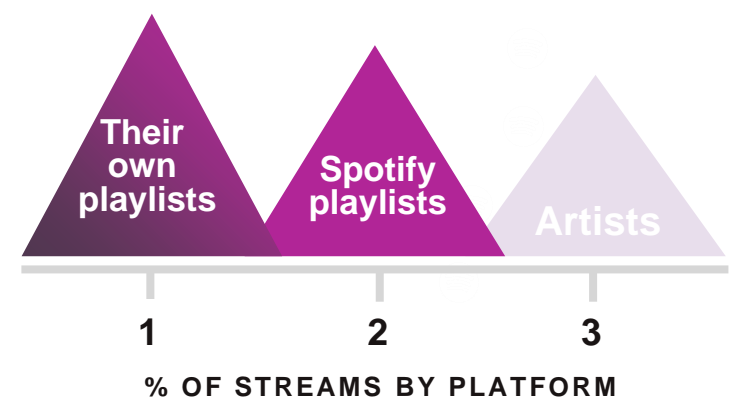 Their
own
playlists
Spotify
playlists
Artists
1
2
3
% OF STREAMS BY PLATFORM